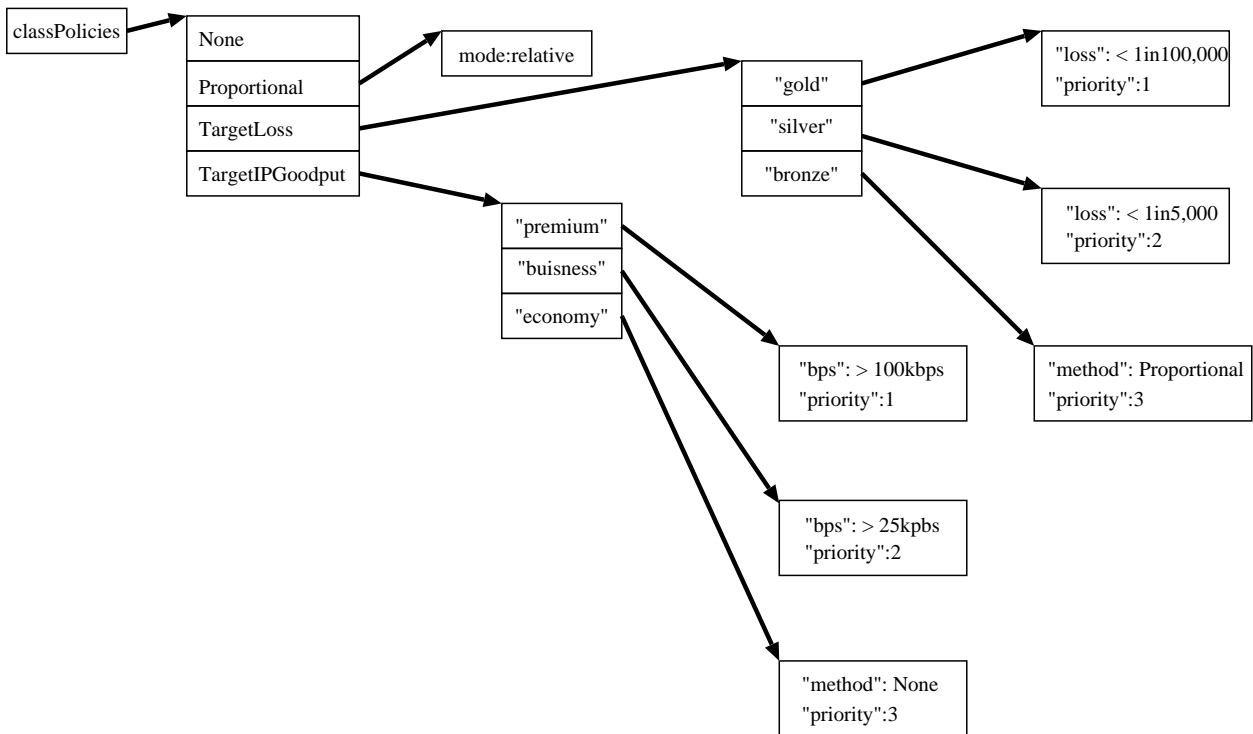 classPolicies
None
Proportional
TargetLoss
TargetIPGoodput
mode:relative
"gold"
"silver"
"bronze"
"loss": < 1in100,000
"priority":1
"loss": < 1in5,000
"priority":2
"method": Proportional
"priority":3
"premium"
"buisness"
"economy"
"bps": > 100kbps
"priority":1
"bps": > 25kpbs
"priority":2
"method": None
"priority":3